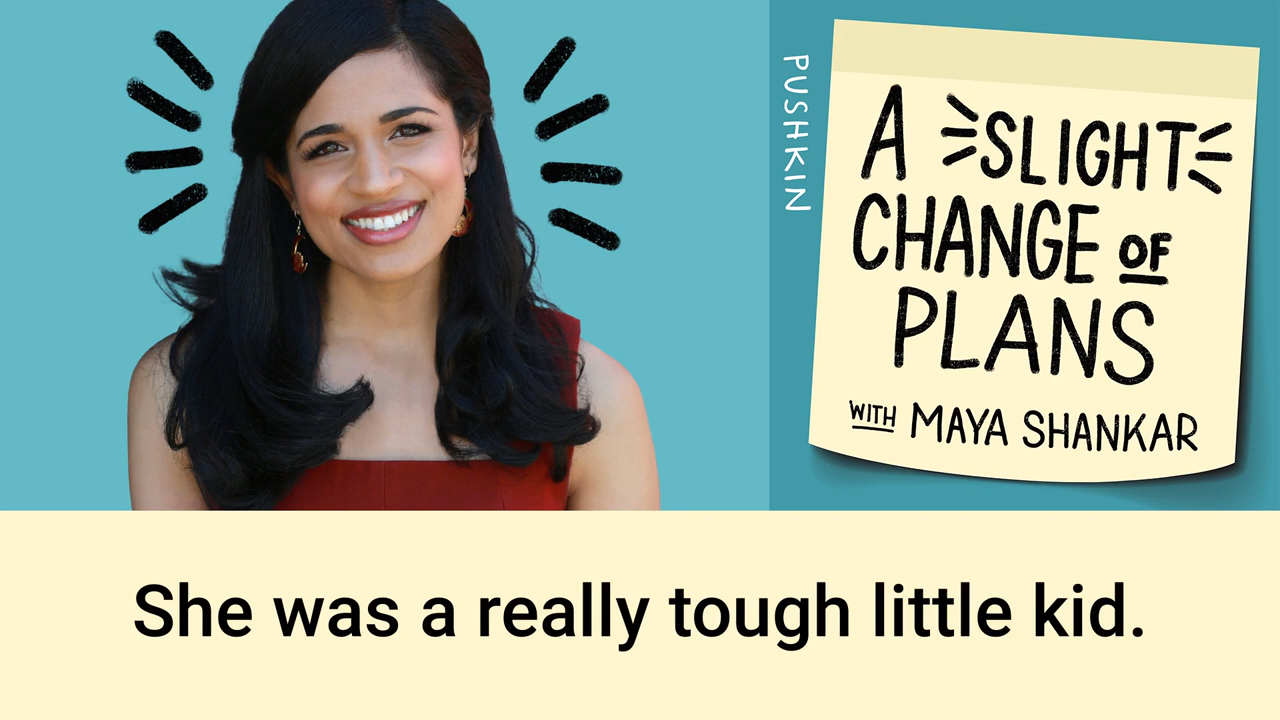 PUSHKIN
A SLIGHT
CHANGE OF
PLANS
WITH MAYA SHANKAR
She was a really tough little kid.